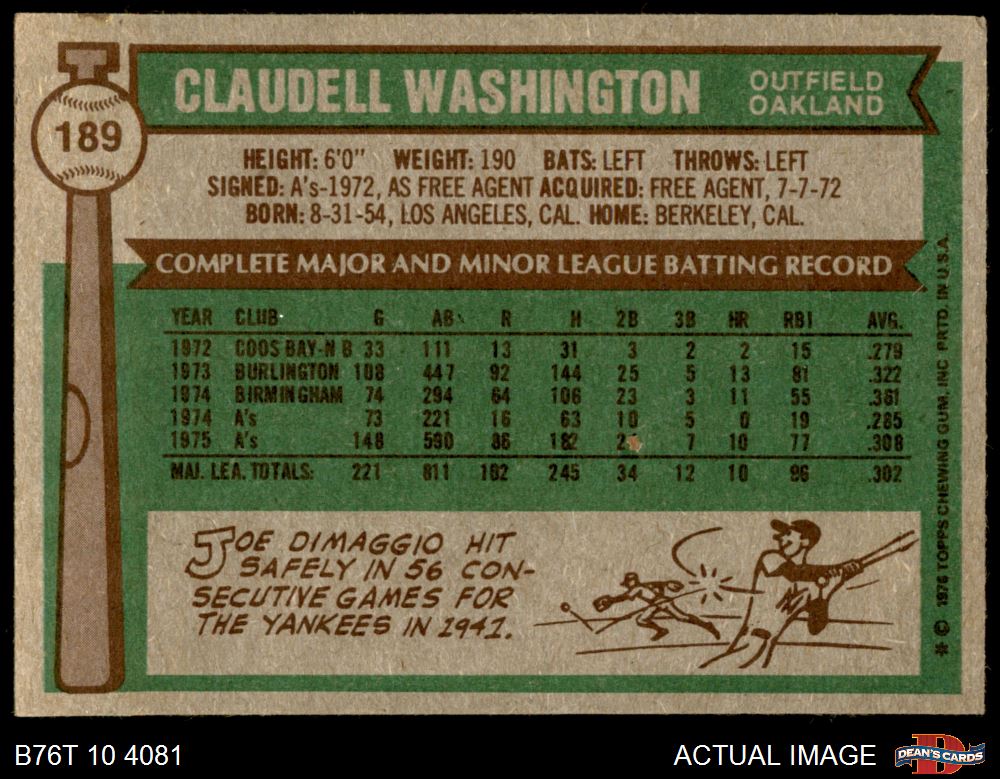 CLAUDELL WASHINGTON OUTFIELD OAKLAND
189
HEIGHT: 6'0" WEIGHT: 190 BATS: LEFT THROWS: LEFT
SIGNED: A's-1972, AS FREE AGENT ACQUIRED: FREE AGENT, 7-7-72
BORN: 8-31-54, LOS ANGELES, CAL. HOME: BERKELEY, CAL.
COMPLETE MAJOR AND MINOR LEAGUE BATTING RECORD
YEAR CLUB G AB R H 2B 3B HR RBI AVG.
1972 COOS BAY-N B 33 111 13 31 3 2 2 15 .279
1973 BURLINGTON 108 447 92 144 25 5 13 81 .322
1974 BIRMINGHAM 74 294 64 106 23 3 11 55 .361
1974 A's 73 221 16 63 10 5 0 19 .285
1975 A's 148 590 86 182 7 10 77 .308
MAJ. LEA. TOTALS: 221 811 102 245 34 12 10 96 .302
JOE DIMAGGIO HIT
SAFELY IN 56 CON-
SECUTIVE GAMES FOR
THE YANKEES IN 1941.
✻ © 1976 TOPPS CHEWING GUM, INC PRTD. IN U.S.A.
B76T 10 4081 ACTUAL IMAGE DEAN'S CARDS